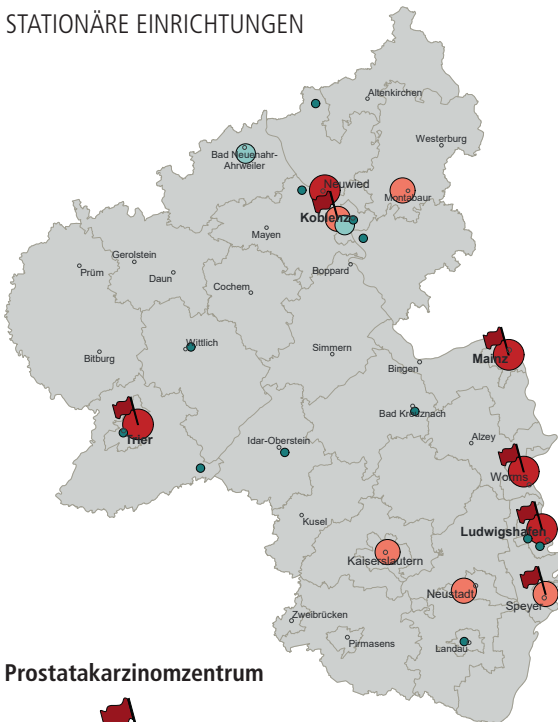 STATIONÄRE EINRICHTUNGEN
Altenkirchen
Westerburg
Bad Neuenahr-
Ahrweiler
Neuwied
Montabaur
Koblenz
Mayen
Gerolstein
Prüm
Daun
Boppard
Cochem
Wittlich
Simmern
Bitburg
Mainz
Bingen
Bad Kreuznach
Trier
Idar-Oberstein
Alzey
Worms
Kusel
Ludwigshafen
Kaiserslautern
Neustadt
Speyer
Zweibrücken
Pirmasens
Landau
Prostatakarzinomzentrum